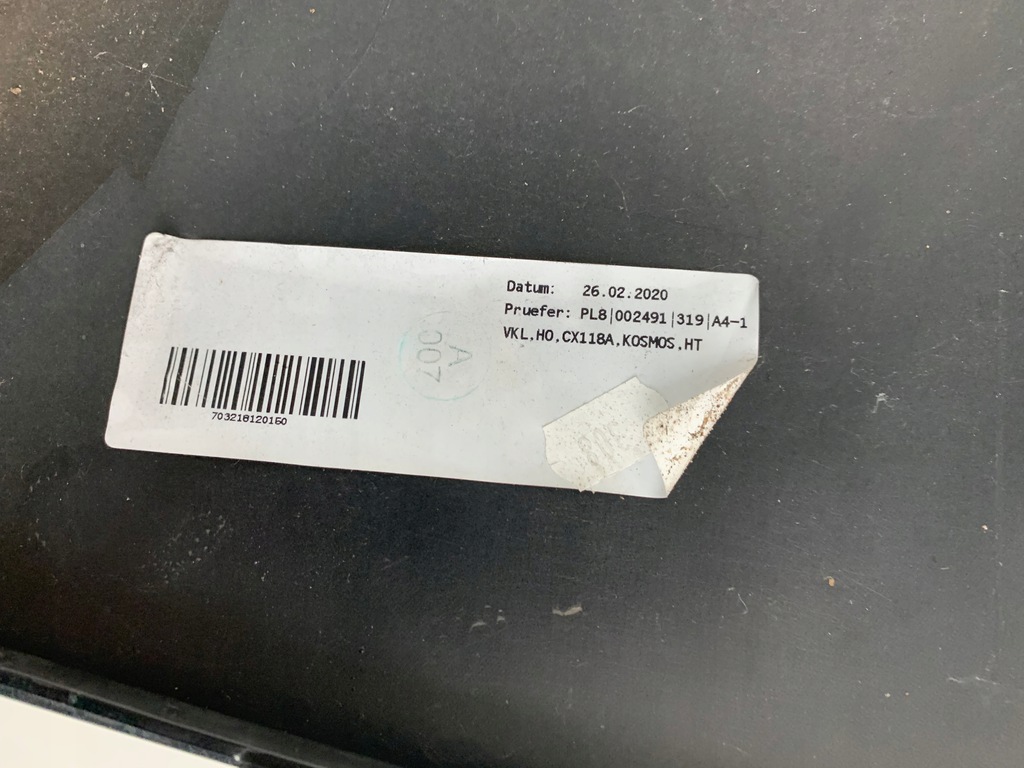 Datum: 26.02.2020
Pruefer: PL8|002491|319|A4-1
VKL,HO,CX118A,KOSMOS,HT
A
007
703218120160